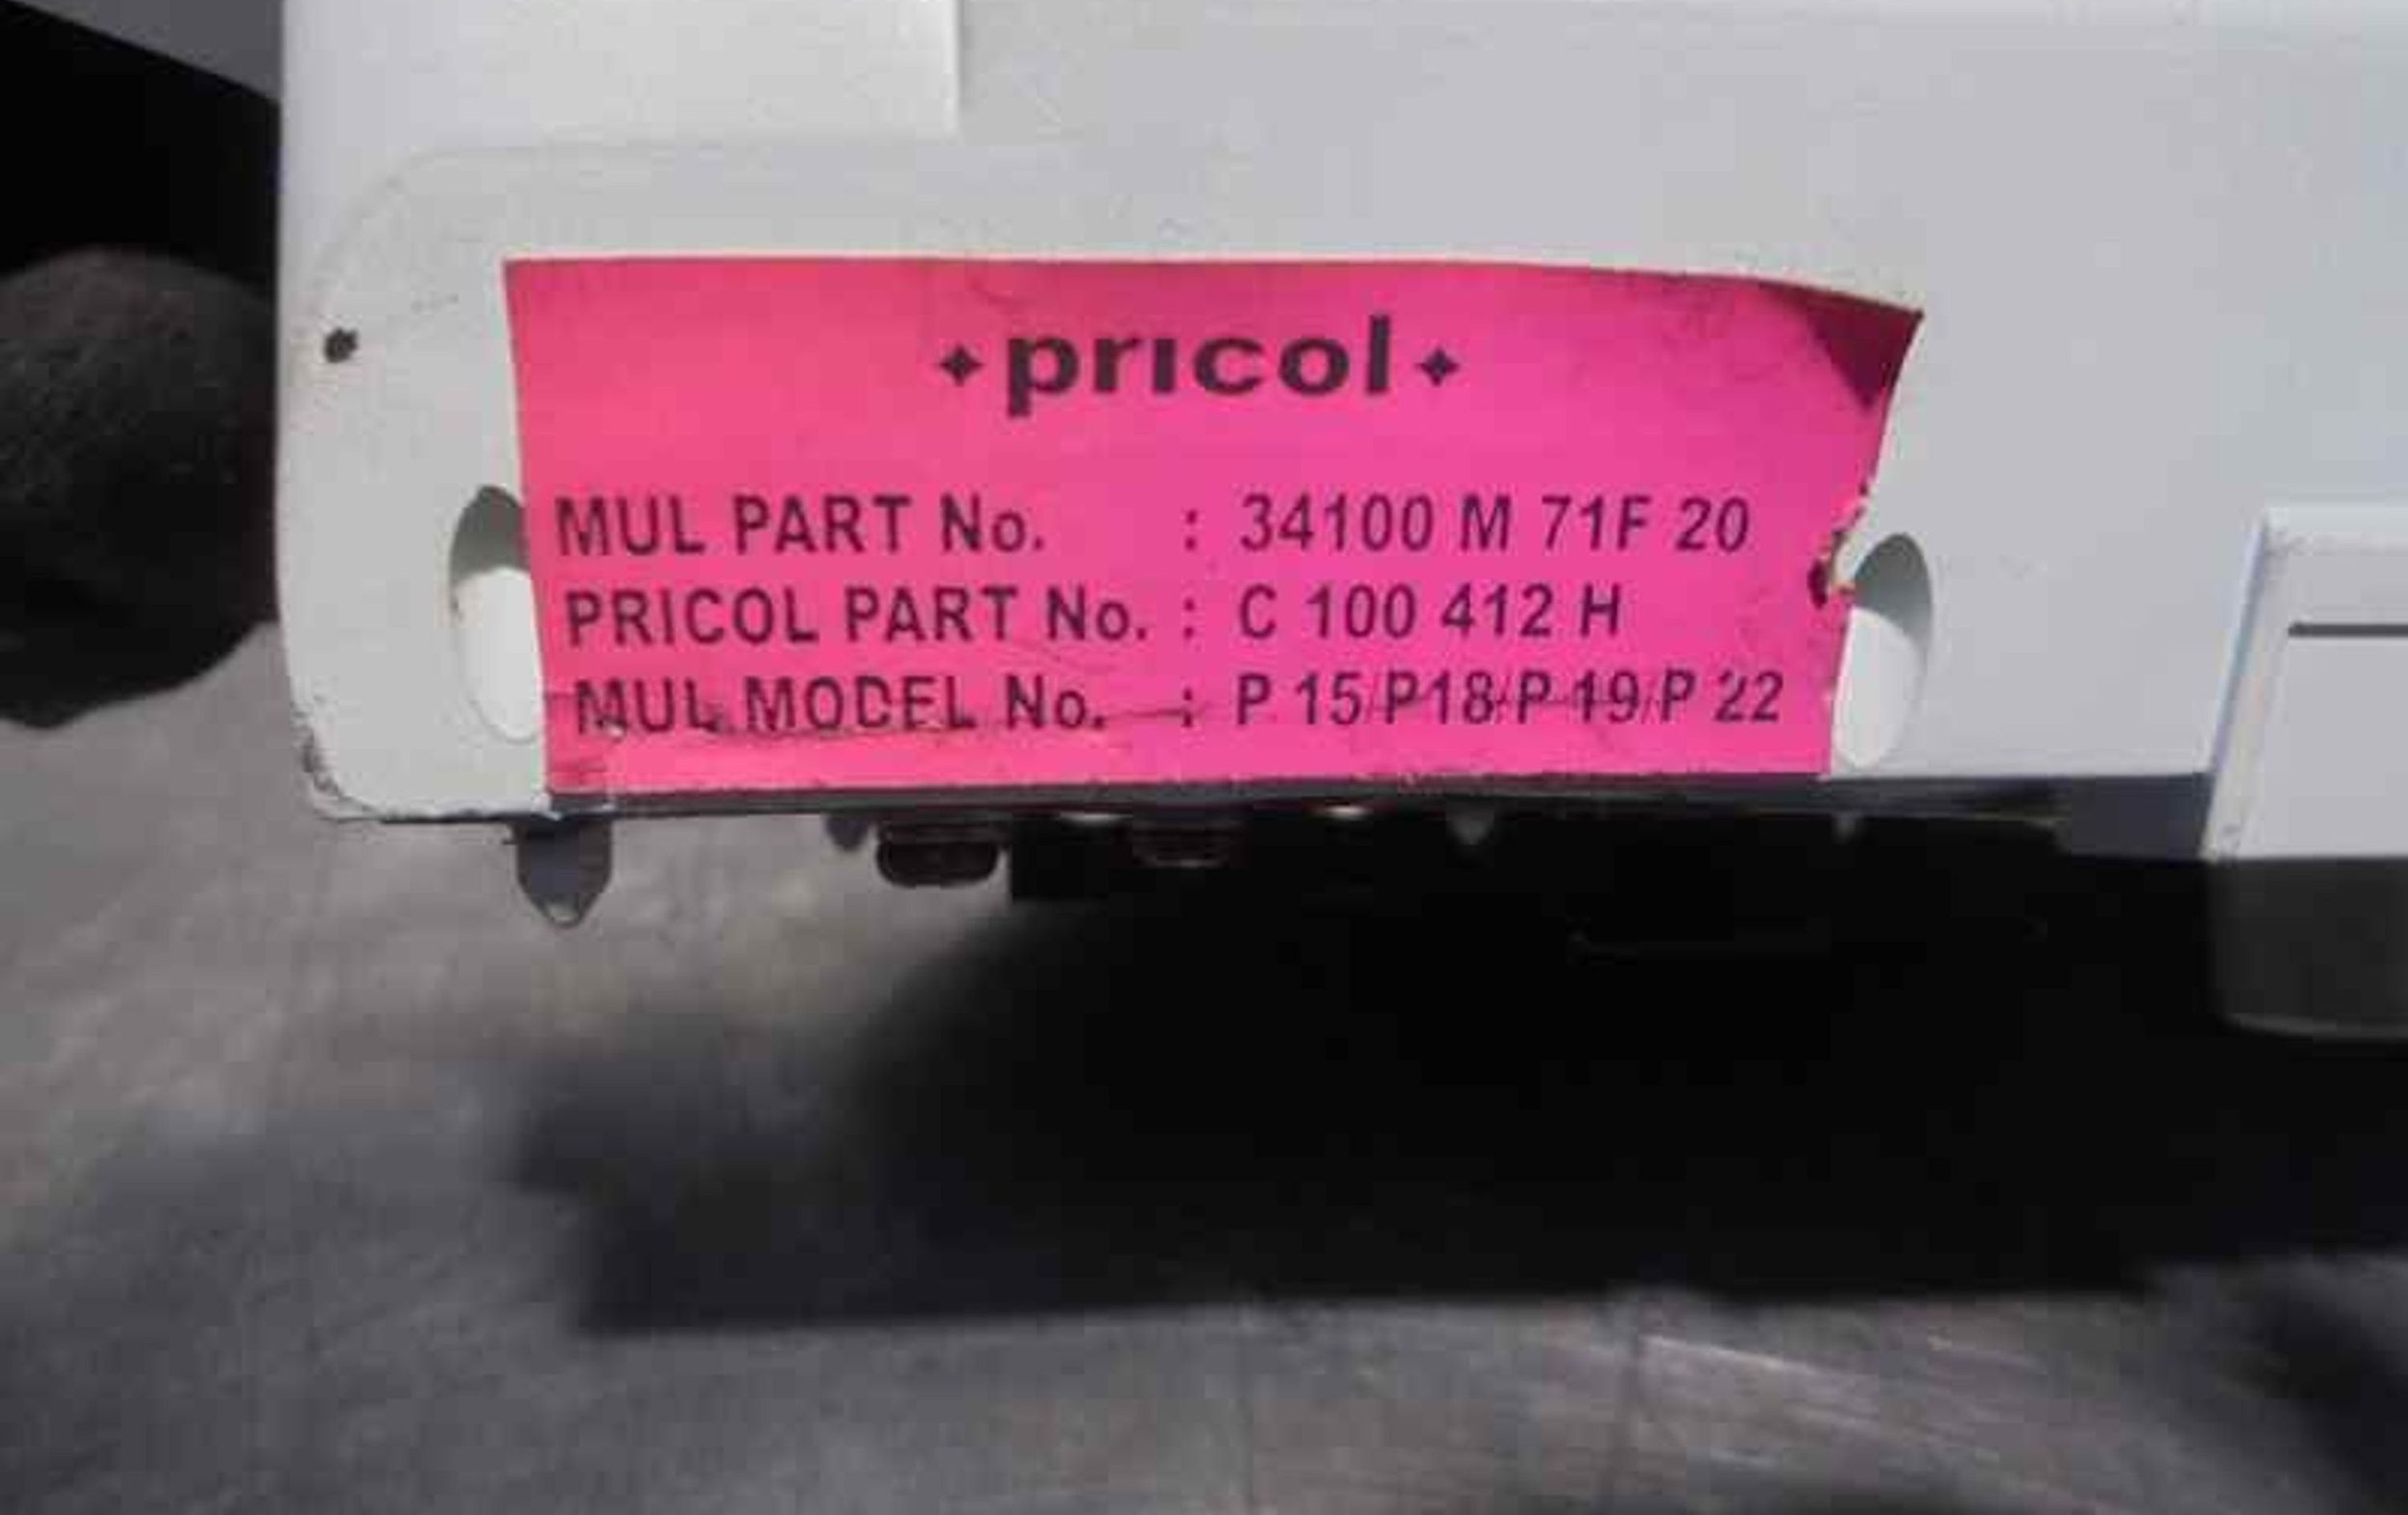 pricol
MUL PART No. : 34100 M 71F 20
PRICOL PART No. : C 100 412 H
MUL MODEL No. : P 15/P18/P 19/P 22